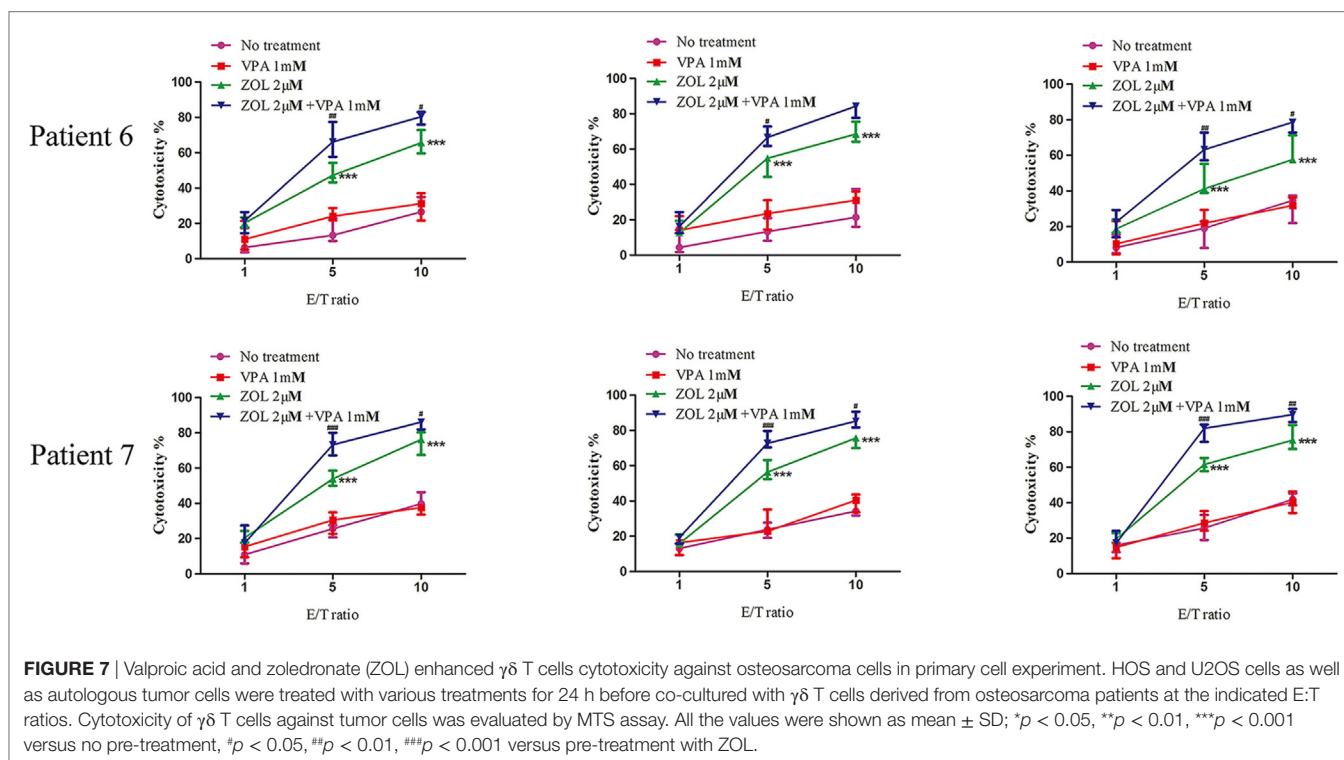 No treatment
VPA 1mM
ZOL 2μM
ZOL 2μM +VPA 1mM
Patient 6
Cytotoxicity %
100
80
60
40
20
0
##
#
***
***
1
5
10
E/T ratio
No treatment
VPA 1mM
ZOL 2μM
ZOL 2μM +VPA 1mM
Cytotoxicity %
100
80
60
40
20
0
#
***
***
1
5
10
E/T ratio
No treatment
VPA 1mM
ZOL 2μM
ZOL 2μM +VPA 1mM
Cytotoxicity %
100
80
60
40
20
0
##
#
***
***
1
5
10
E/T ratio
No treatment
VPA 1mM
ZOL 2μM
ZOL 2μM +VPA 1mM
Patient 7
Cytotoxicity %
100
80
60
40
20
0
###
#
***
***
1
5
10
E/T ratio
No treatment
VPA 1mM
ZOL 2μM
ZOL 2μM +VPA 1mM
Cytotoxicity %
100
80
60
40
20
0
###
#
***
***
1
5
10
E/T ratio
No treatment
VPA 1mM
ZOL 2μM
ZOL 2μM +VPA 1mM
Cytotoxicity %
100
80
60
40
20
0
###
##
***
***
1
5
10
E/T ratio
FIGURE 7 | Valproic acid and zoledronate (ZOL) enhanced γδ T cells cytotoxicity against osteosarcoma cells in primary cell experiment. HOS and U2OS cells as well
as autologous tumor cells were treated with various treatments for 24 h before co-cultured with γδ T cells derived from osteosarcoma patients at the indicated E:T
ratios. Cytotoxicity of γδ T cells against tumor cells was evaluated by MTS assay. All the values were shown as mean ± SD; *p < 0.05, **p < 0.01, ***p < 0.001
versus no pre-treatment, #p < 0.05, ##p < 0.01, ###p < 0.001 versus pre-treatment with ZOL.